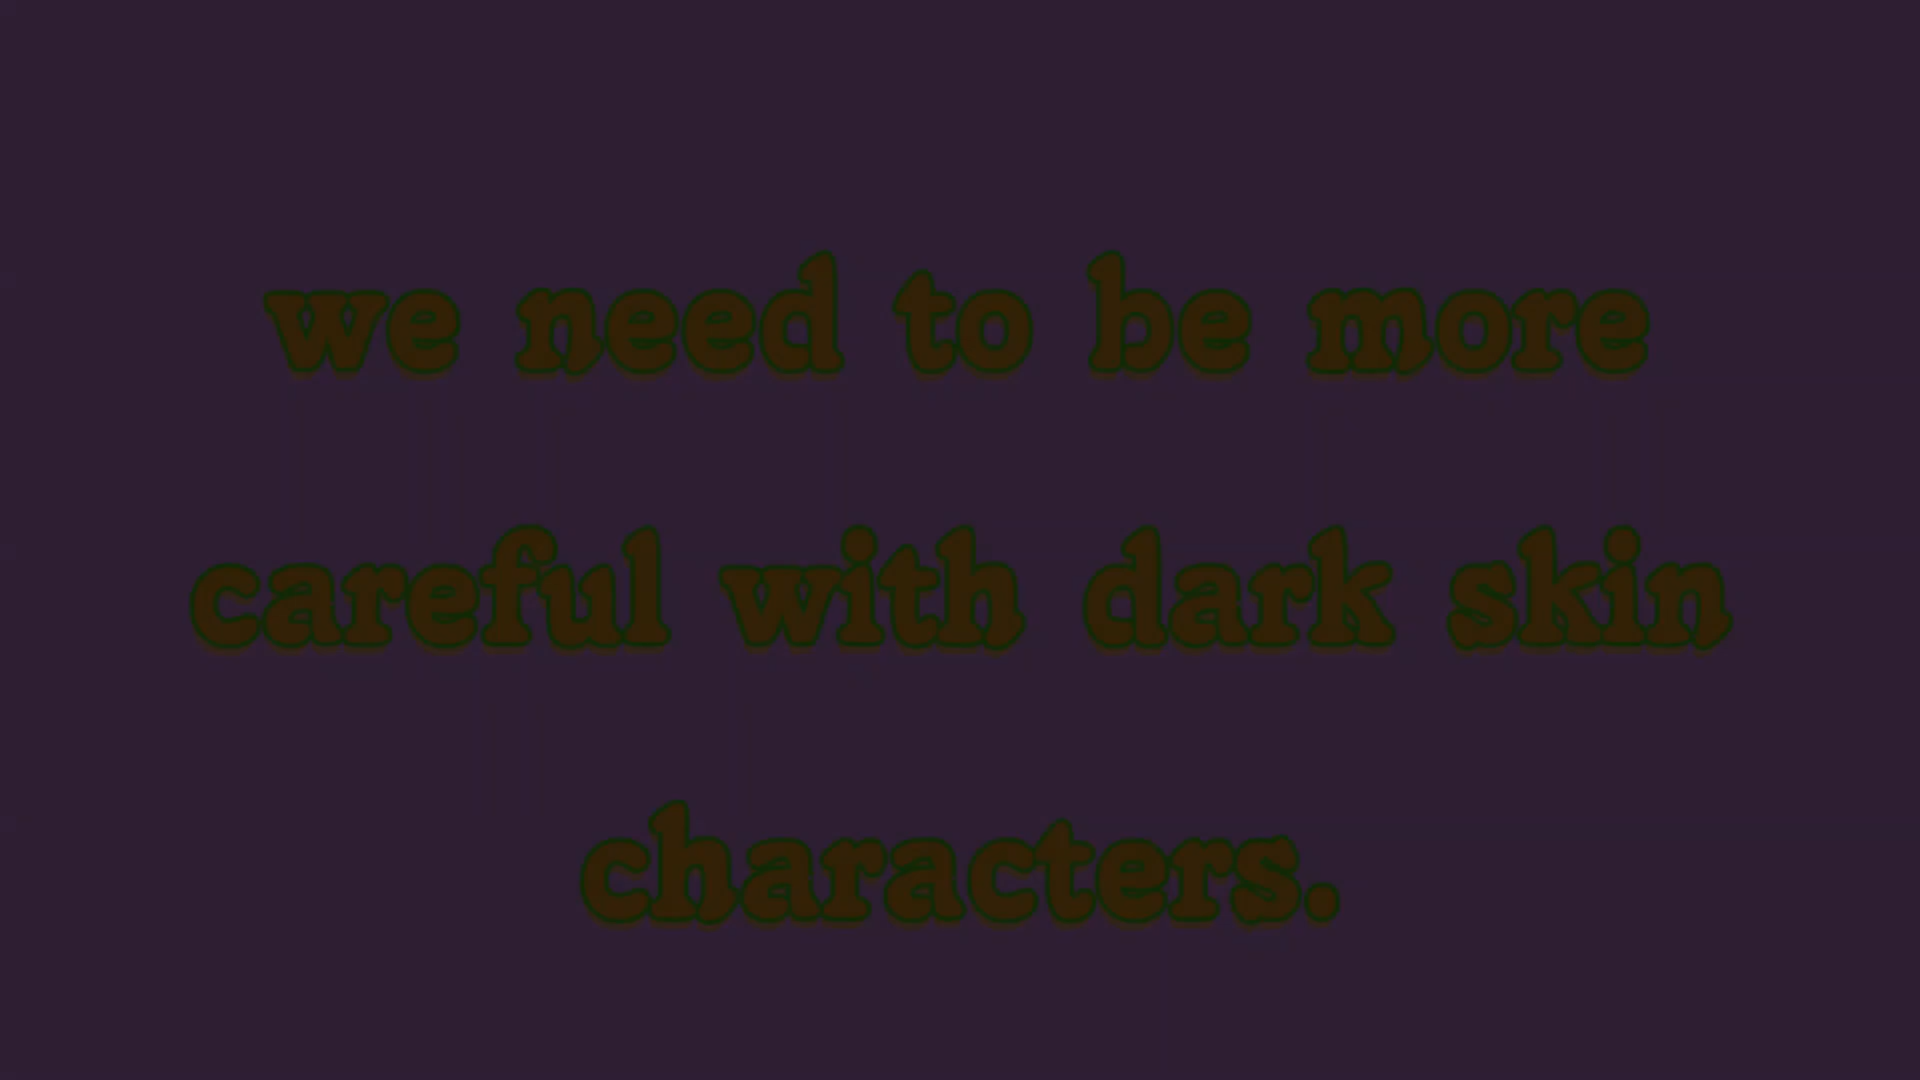 we need to be more
careful with dark skin
characters.